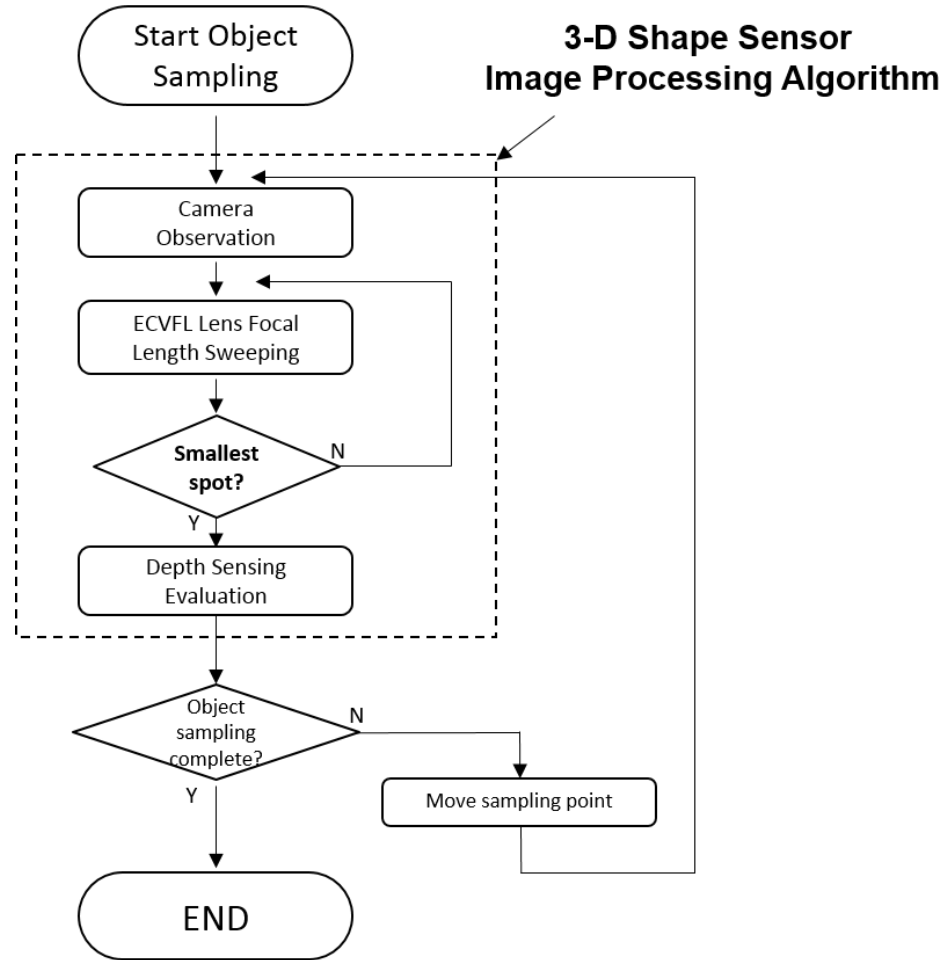 Start Object
Sampling
3-D Shape Sensor
Image Processing Algorithm
Camera
Observation
ECVFL Lens Focal
Length Sweeping
Smallest
spot?
N
Y
Depth Sensing
Evaluation
Object
sampling
complete?
N
Y
Move sampling point
END